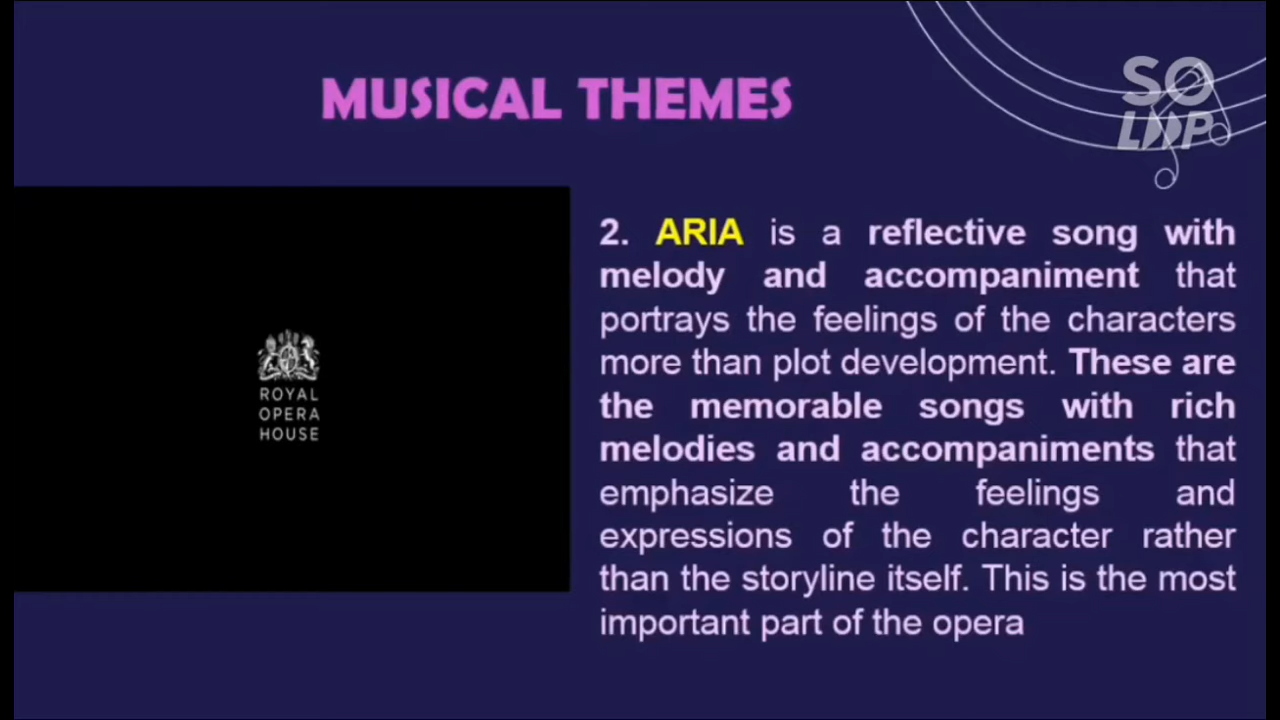 MUSICAL THEMES
SO
LOOP
ROYAL
OPERA
HOUSE
2. ARIA is a reflective song with
melody and accompaniment that
portrays the feelings of the characters
more than plot development. These are
the memorable songs with rich
melodies and accompaniments that
emphasize the feelings and
expressions of the character rather
than the storyline itself. This is the most
important part of the opera